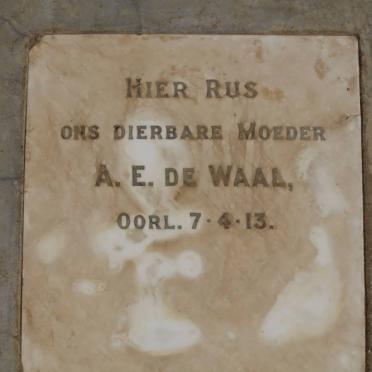 HIER RUS
ONS DIERBARE MOEDER
A. E. DE WAAL,
OORL. 7·4·13.